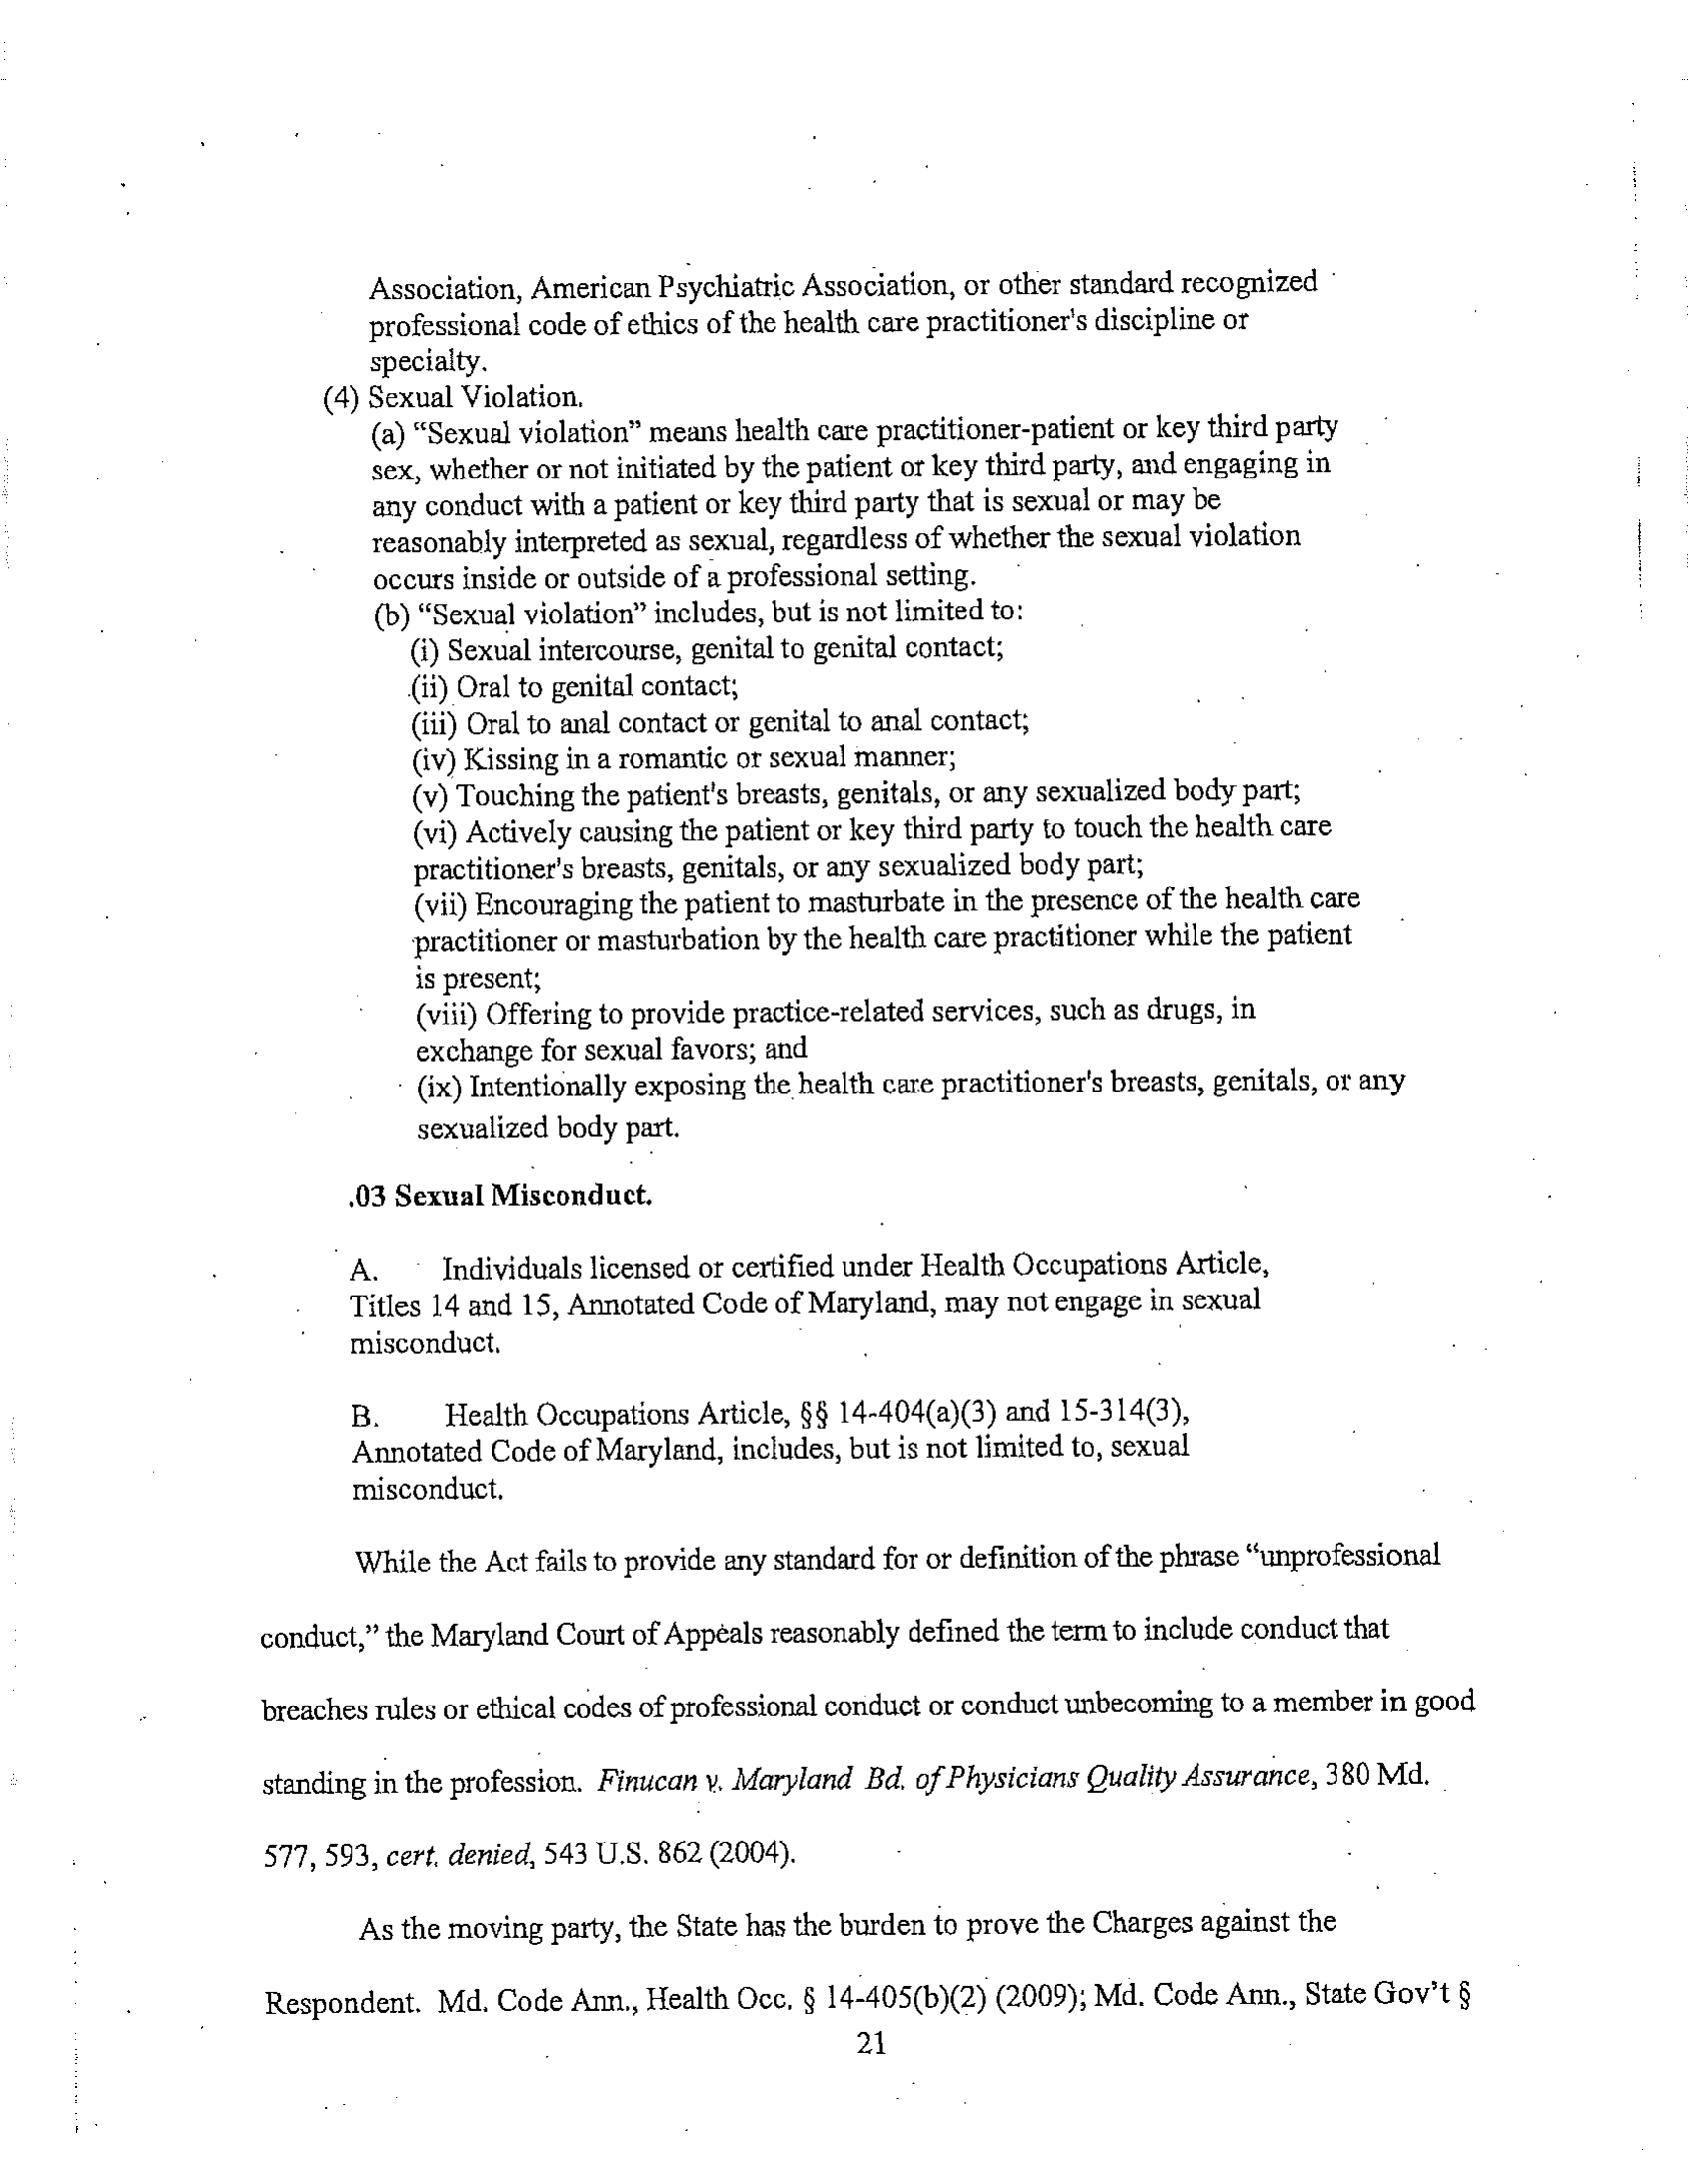 Association, American Psychiatric Association, or other standard recognized
professional code of ethics of the health care practitioner's discipline or
specialty.
(4) Sexual Violation.
(a) “Sexual violation” means health care practitioner-patient or key third party
sex, whether or not initiated by the patient or key third party, and engaging in
any conduct with a patient or key third party that is sexual or may be
reasonably interpreted as sexual, regardless of whether the sexual violation
occurs inside or outside of a professional setting.
(b) “Sexual violation” includes, but is not limited to:
(i) Sexual intercourse, genital to genital contact;
(ii) Oral to genital contact;
(iii) Oral to anal contact or genital to anal contact;
(iv) Kissing in a romantic or sexual manner;
(v) Touching the patient's breasts, genitals, or any sexualized body part;
(vi) Actively causing the patient or key third party to touch the health care
practitioner's breasts, genitals, or any sexualized body part;
(vii) Encouraging the patient to masturbate in the presence of the health care
practitioner or masturbation by the health care practitioner while the patient
is present;
(viii) Offering to provide practice-related services, such as drugs, in
exchange for sexual favors; and
(ix) Intentionally exposing the health care practitioner's breasts, genitals, or any
sexualized body part.
.03 Sexual Misconduct.
A. Individuals licensed or certified under Health Occupations Article,
Titles 14 and 15, Annotated Code of Maryland, may not engage in sexual
misconduct.
B. Health Occupations Article, §§ 14-404(a)(3) and 15-314(3),
Annotated Code of Maryland, includes, but is not limited to, sexual
misconduct.
While the Act fails to provide any standard for or definition of the phrase “unprofessional
conduct,” the Maryland Court of Appeals reasonably defined the term to include conduct that
breaches rules or ethical codes of professional conduct or conduct unbecoming to a member in good
standing in the profession. Finucan v. Maryland Bd. of Physicians Quality Assurance, 380 Md.
577, 593, cert. denied, 543 U.S. 862 (2004).
As the moving party, the State has the burden to prove the Charges against the
Respondent. Md. Code Ann., Health Occ. § 14-405(b)(2) (2009); Md. Code Ann., State Gov’t §
21